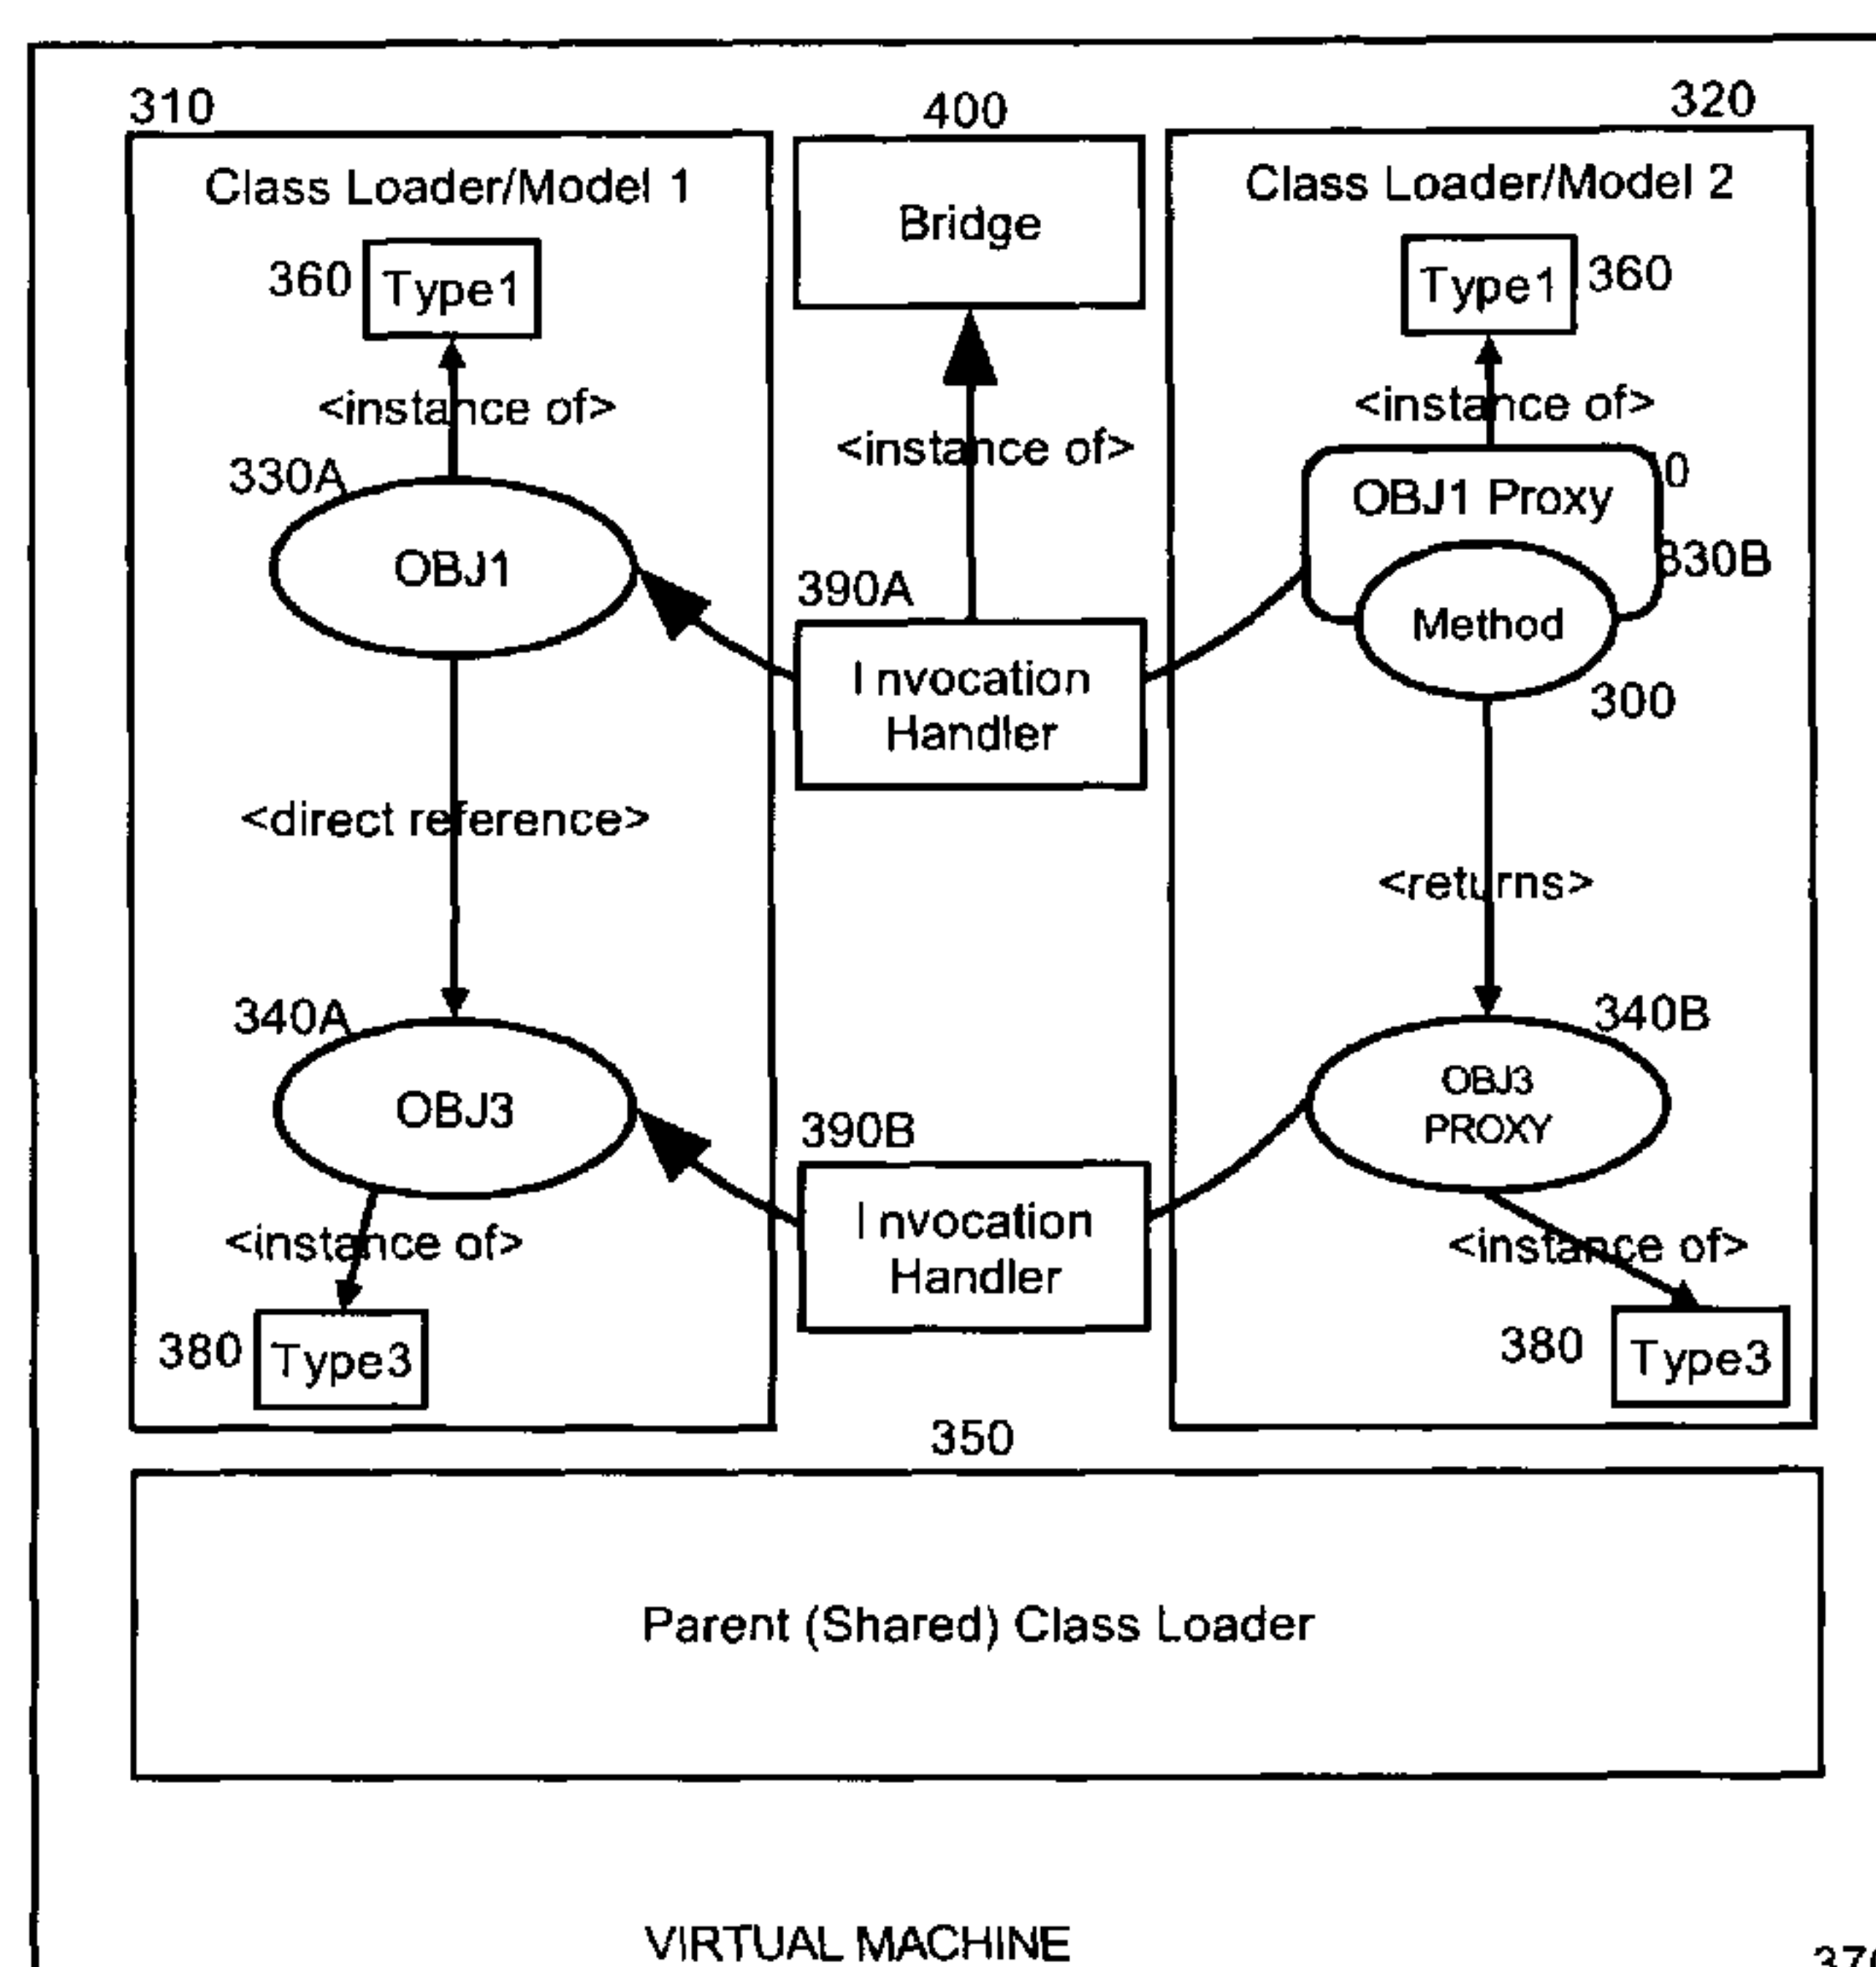 310
400
320
Class Loader/Model 1
Bridge
Class Loader/Model 2
360
Type1
Type1
360
<instance of>
<instance of>
<instance of>
330A
OBJ1
OBJ1 Proxy
0
330B
390A
Method
Invocation
Handler
300
<direct reference>
<returns>
340A
340B
OBJ3
OBJ3
PROXY
390B
Invocation
Handler
<instance of>
<instance of>
380
Type3
380
Type3
350
Parent (Shared) Class Loader
VIRTUAL MACHINE